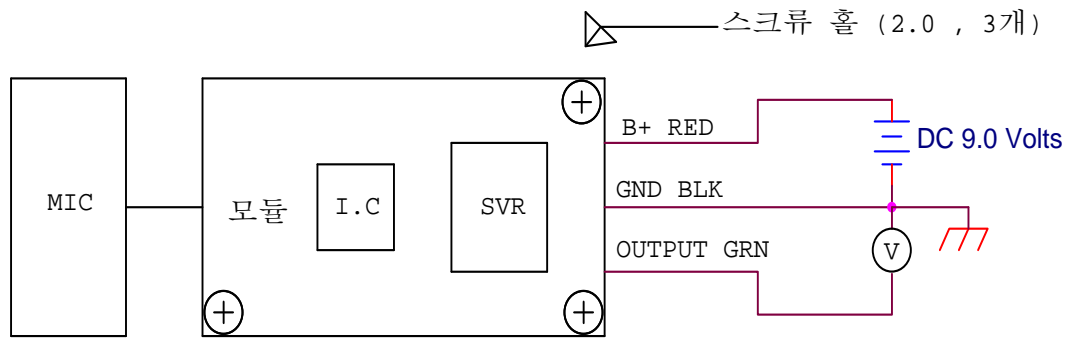 스크류 홀 (2.0 , 3개)
B+ RED
DC 9.0 Volts
MIC
모듈
I.C
SVR
GND BLK
OUTPUT GRN
V